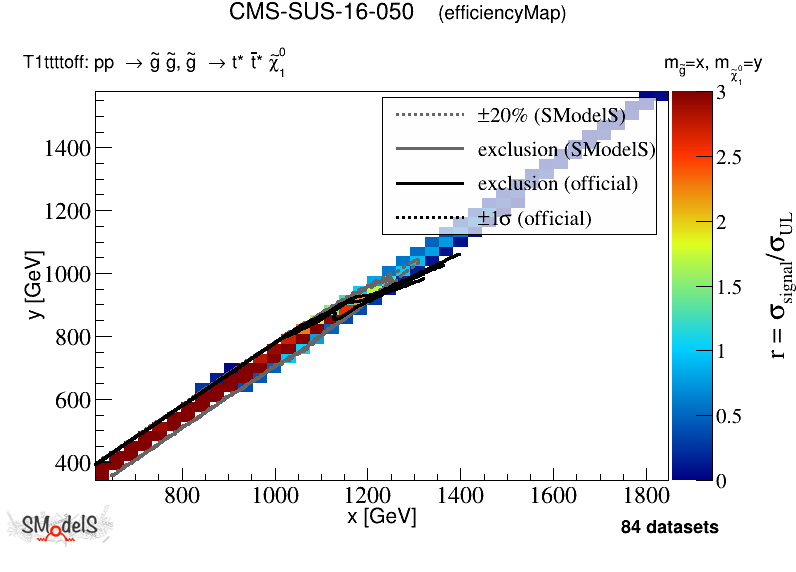 CMS-SUS-16-050 (efficiencyMap)
T1ttttoff: pp → g̃ g̃, g̃ → t* t̄* χ̃₁⁰
m_g̃=x, m_χ̃₁⁰=y
±20% (SModelS)
exclusion (SModelS)
exclusion (official)
±1σ (official)
1400
1200
1000
800
600
400
y [GeV]
800 1000 1200 1400 1600 1800
x [GeV]
3
2.5
2
1.5
1
0.5
0
r = σ_signal/σ_UL
SModelS
84 datasets